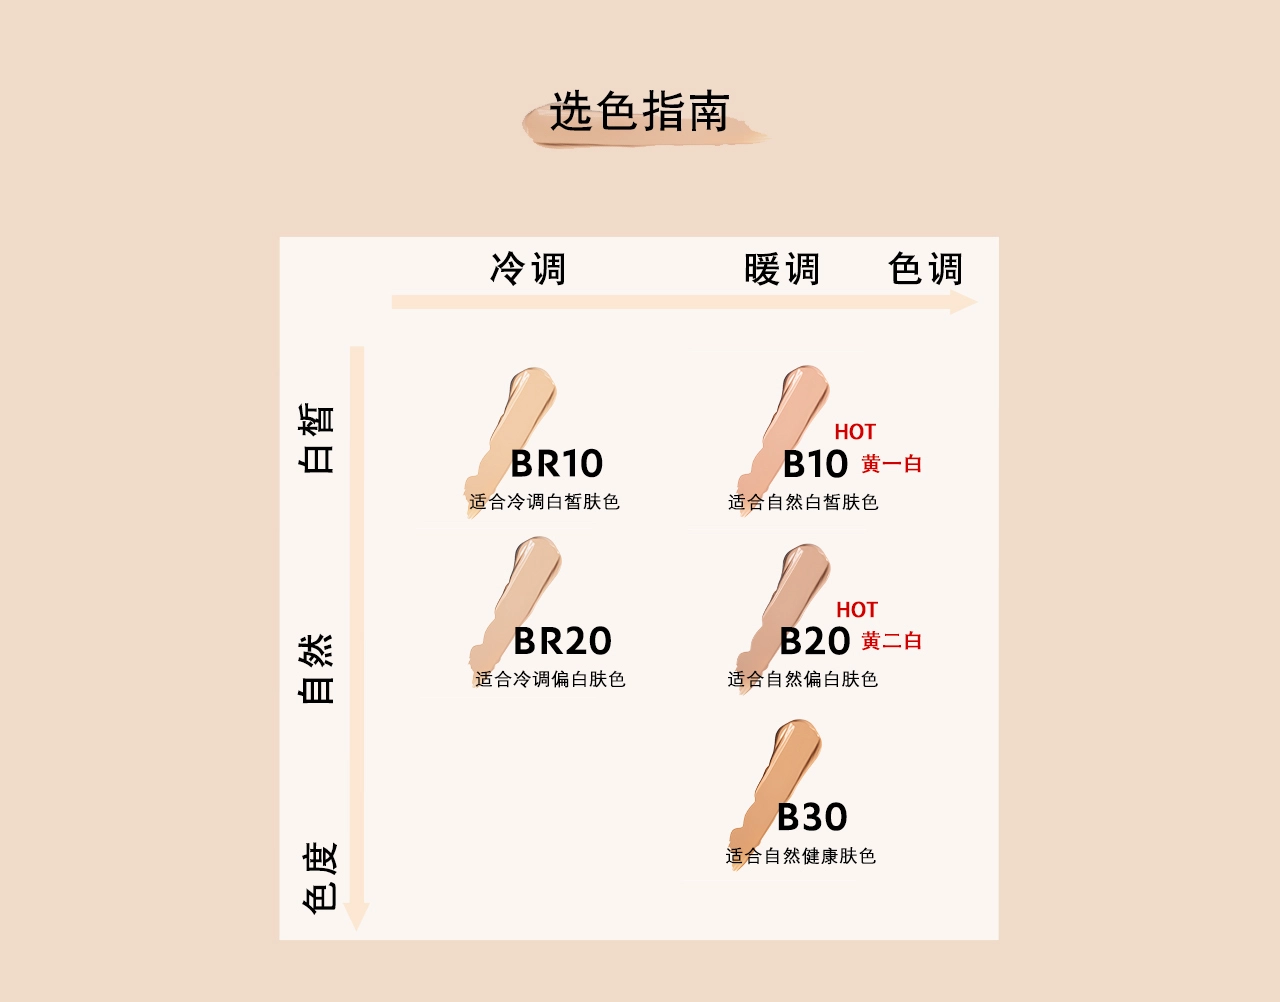 选色指南
冷调
暖调
色调
白皙
BR10
适合冷调白皙肤色
HOT
B10 黄一白
适合自然白皙肤色
自然
BR20
适合冷调偏白肤色
HOT
B20 黄二白
适合自然偏白肤色
B30
适合自然健康肤色
色度